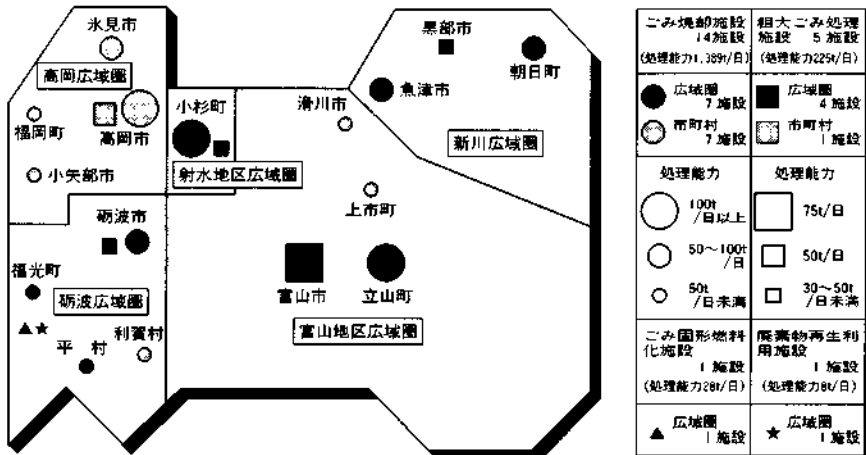 氷見市
高岡広域圏
福岡町
高岡市
小矢部市
小杉町
射水地区広域圏
滑川市
黒部市
朝日町
魚津市
新川広域圏
上市町
砺波市
福光町
砺波広域圏
利賀村
平 村
富山市
立山町
富山地区広域圏
ごみ焼却施設
14施設
(処理能力1,389t/日)
粗大ごみ処理
施設 5施設
(処理能力225t/日)
広域圏
7施設
市町村
7施設
広域圏
4施設
市町村
1施設
処理能力
100t
/日以上
50～100t
/日
50t
/日未満
処理能力
75t/日
50t/日
30～50t
/日未満
ごみ固形燃料
化施設
1施設
(処理能力28t/日)
廃棄物再生利
用施設
1施設
(処理能力8t/日)
広域圏
1施設
広域圏
1施設